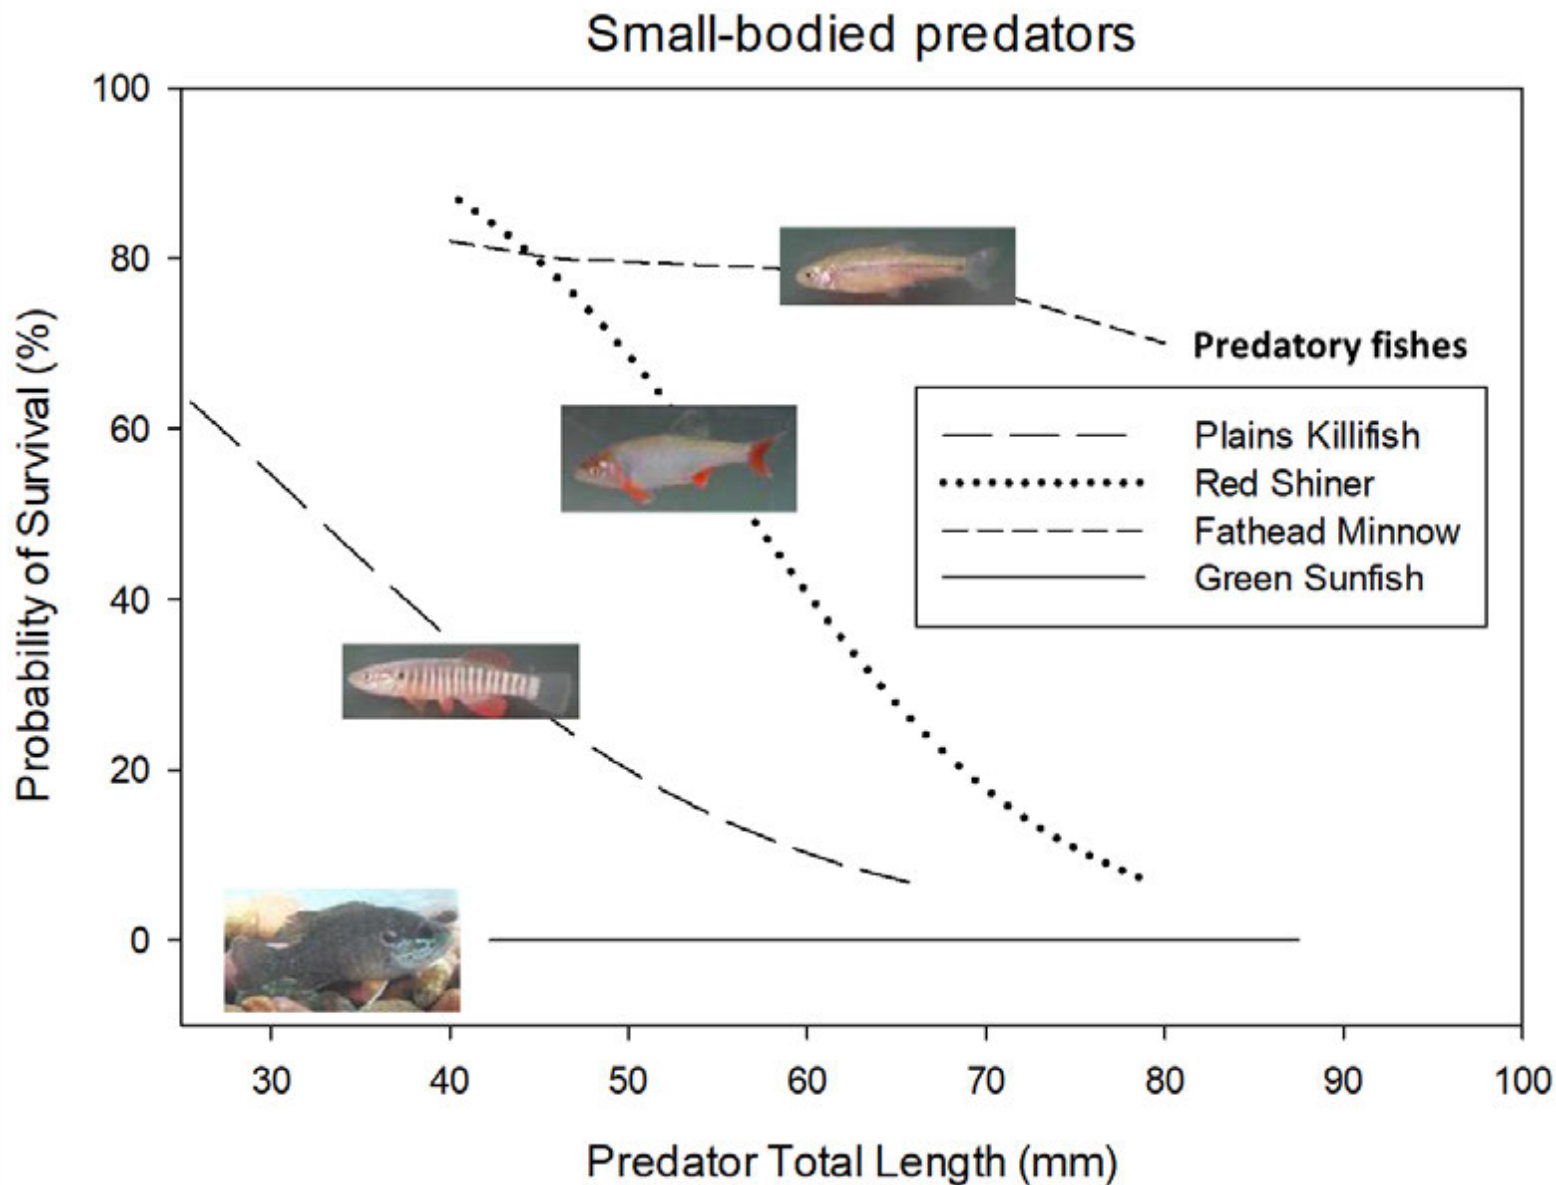 Small-bodied predators
100
80
60
40
20
0
Probability of Survival (%)
Predatory fishes
Plains Killifish
Red Shiner
Fathead Minnow
Green Sunfish
30 40 50 60 70 80 90 100
Predator Total Length (mm)